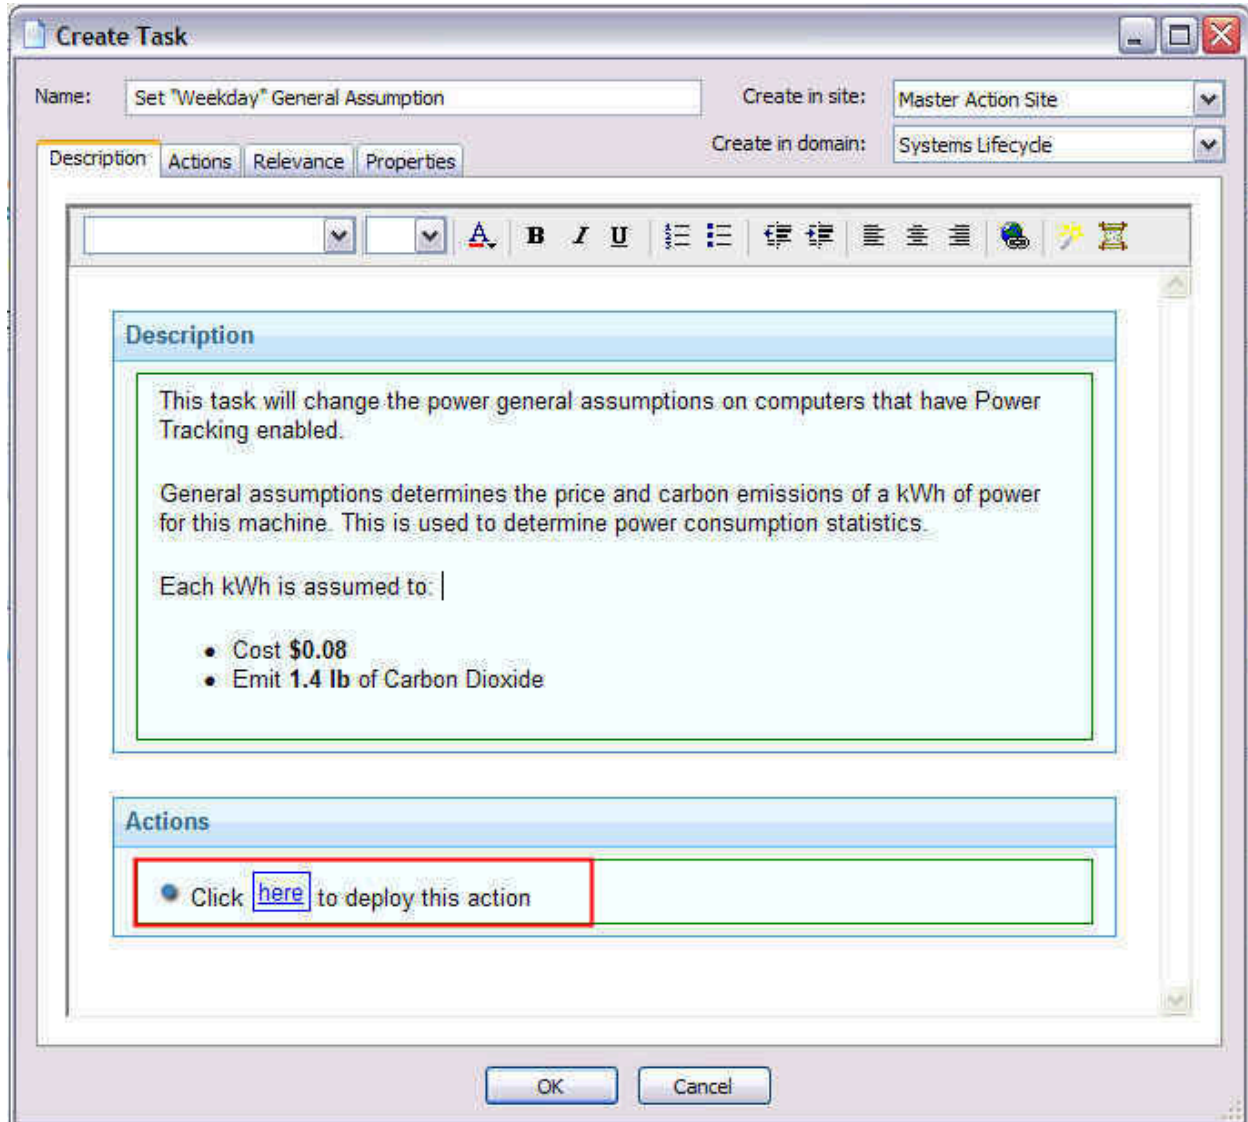 Create Task
Name: Set "Weekday" General Assumption Create in site: Master Action Site
Create in domain: Systems Lifecycle
Description Actions Relevance Properties
A B I U
Description
This task will change the power general assumptions on computers that have Power
Tracking enabled.
General assumptions determines the price and carbon emissions of a kWh of power
for this machine. This is used to determine power consumption statistics.
Each kWh is assumed to:
• Cost $0.08
• Emit 1.4 lb of Carbon Dioxide
Actions
Click here to deploy this action
OK Cancel